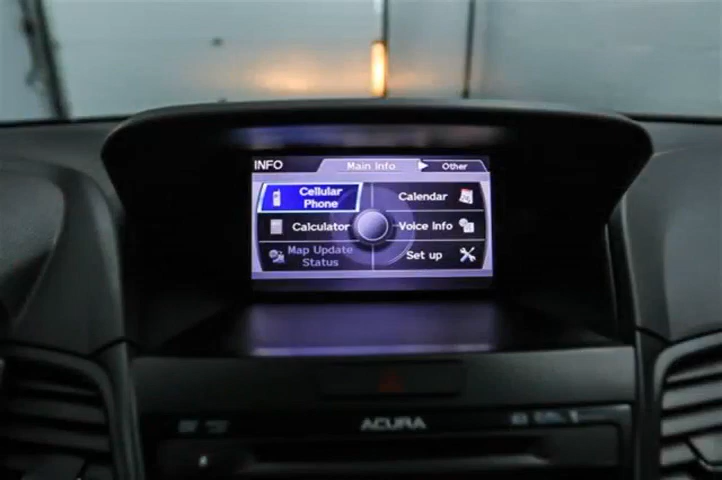 INFO
Main Info
Other
Cellular
Phone
Calendar
Calculator
Voice Info
Map Update
Status
Set up
ACURA